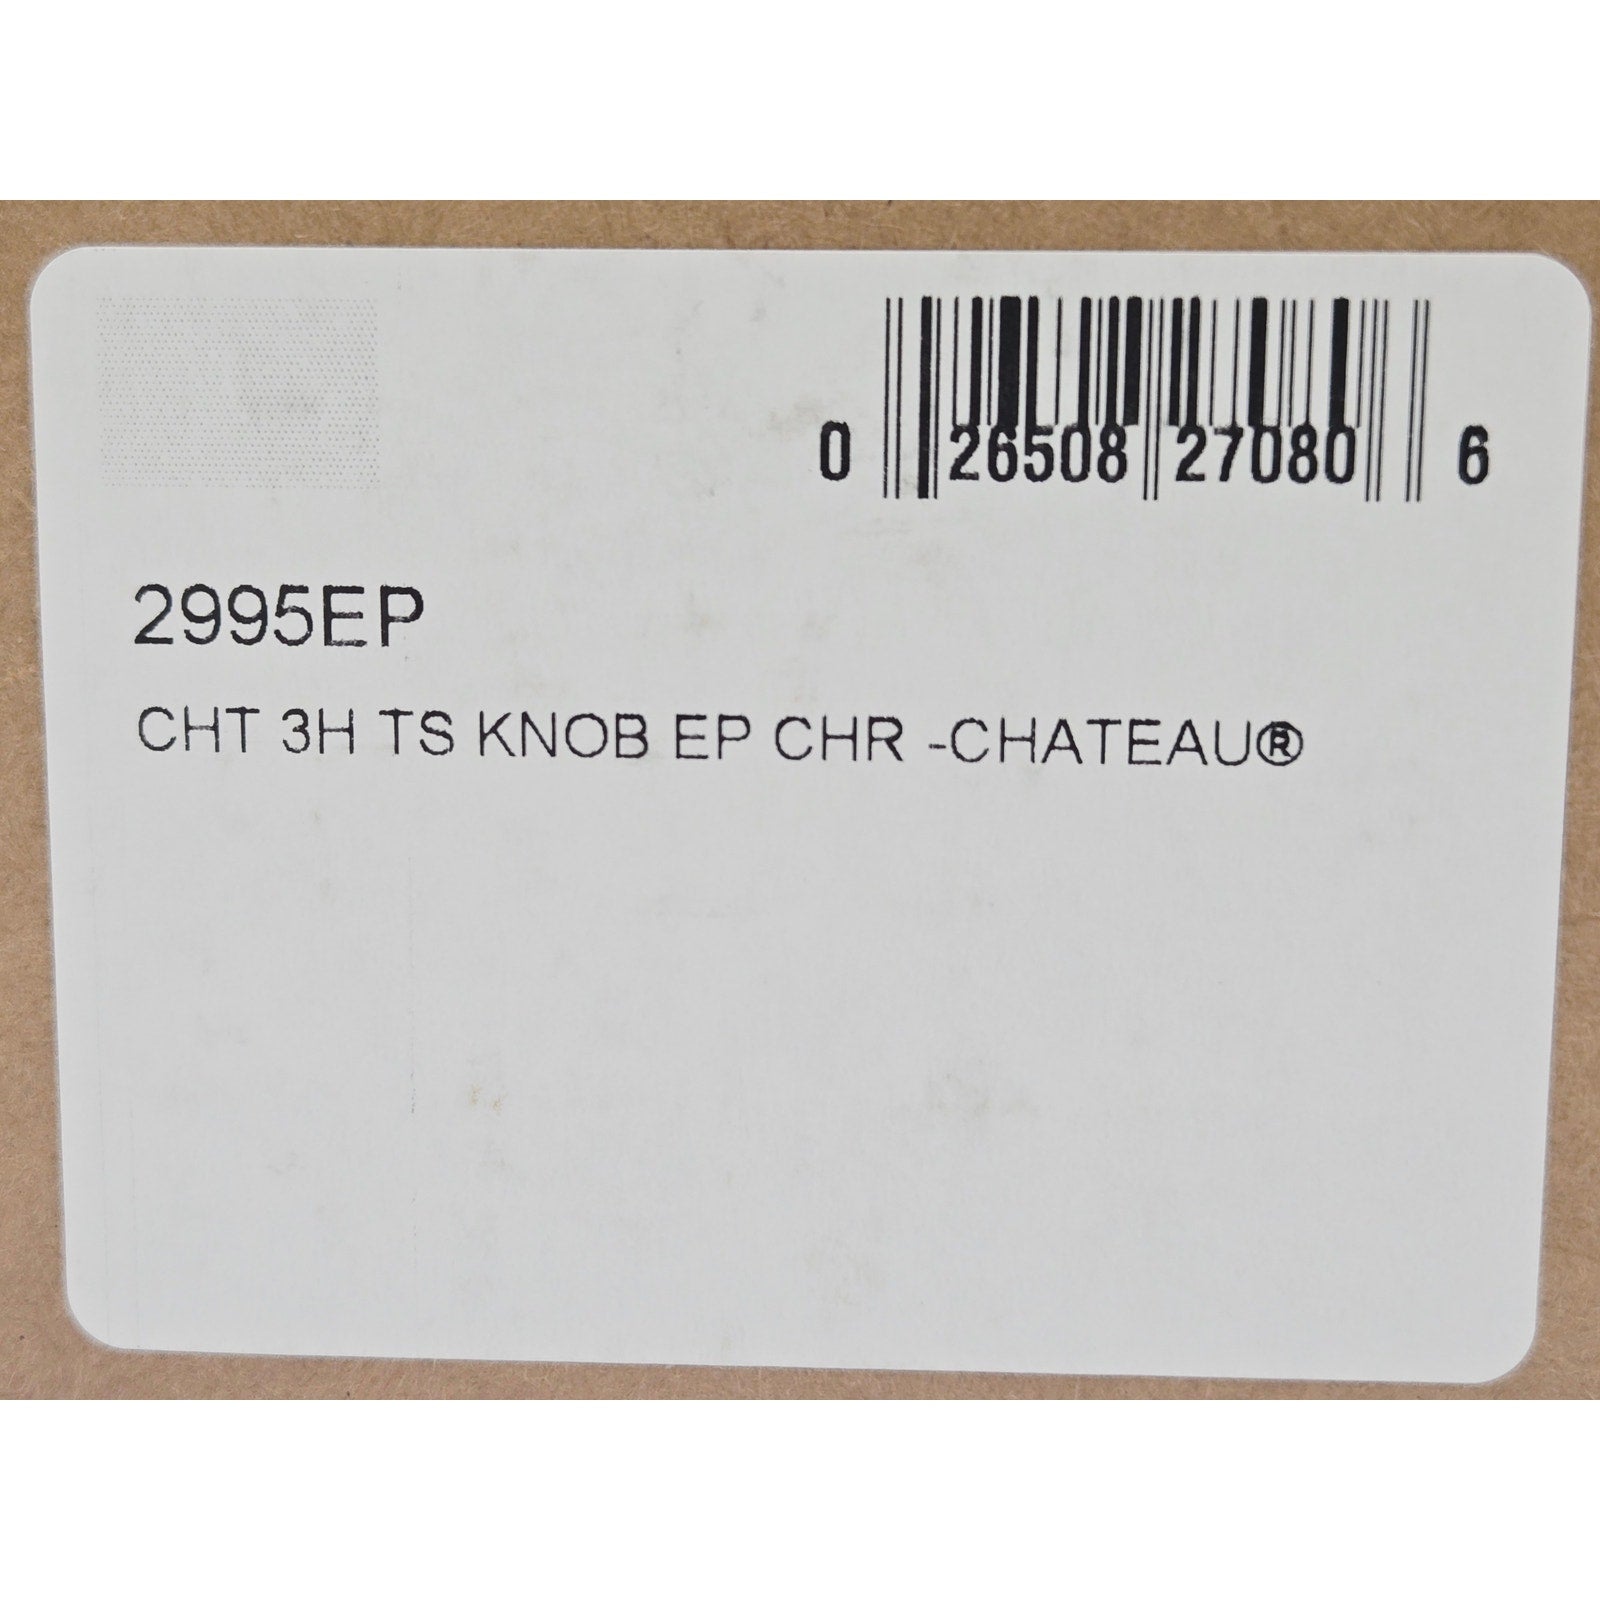 0 26508 27080 6
2995EP
CHT 3H TS KNOB EP CHR -CHATEAU®